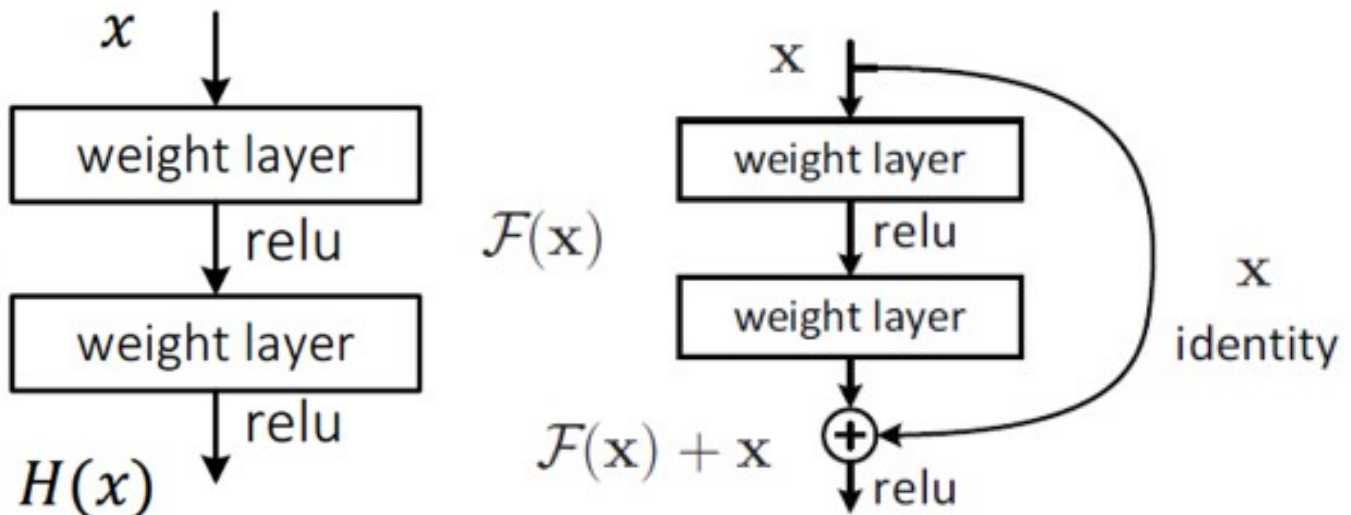 x
weight layer
relu
weight layer
relu
H(x)
x
weight layer
F(x)
relu
weight layer
x
identity
F(x) + x
relu